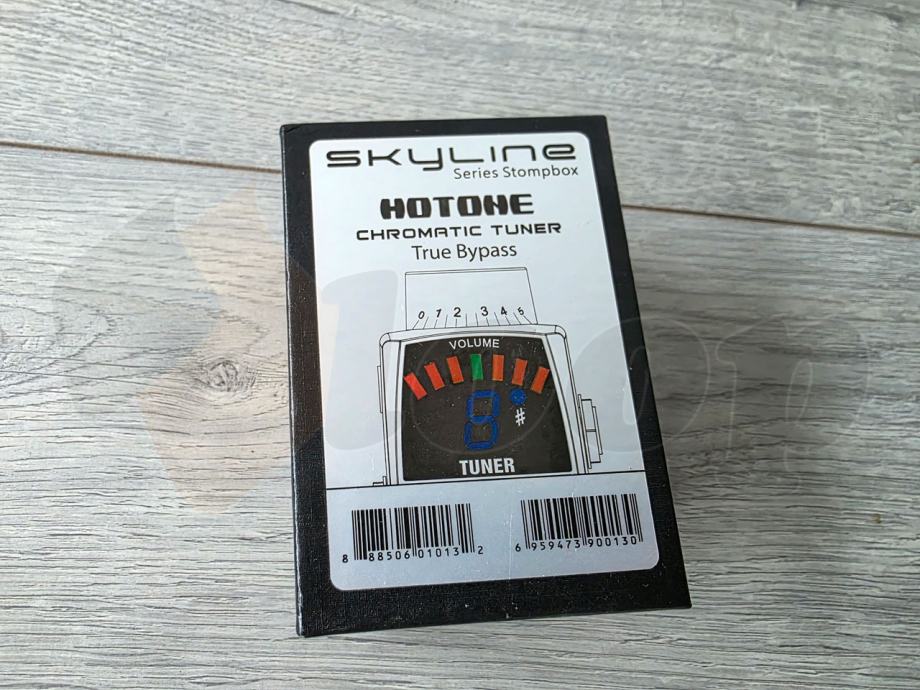 SKYLINE
Series Stompbox
HOTONE
CHROMATIC TUNER
True Bypass
0 1 2 3 4 5
VOLUME
8 #
TUNER
8 88506 01013 2
6 959473 900130